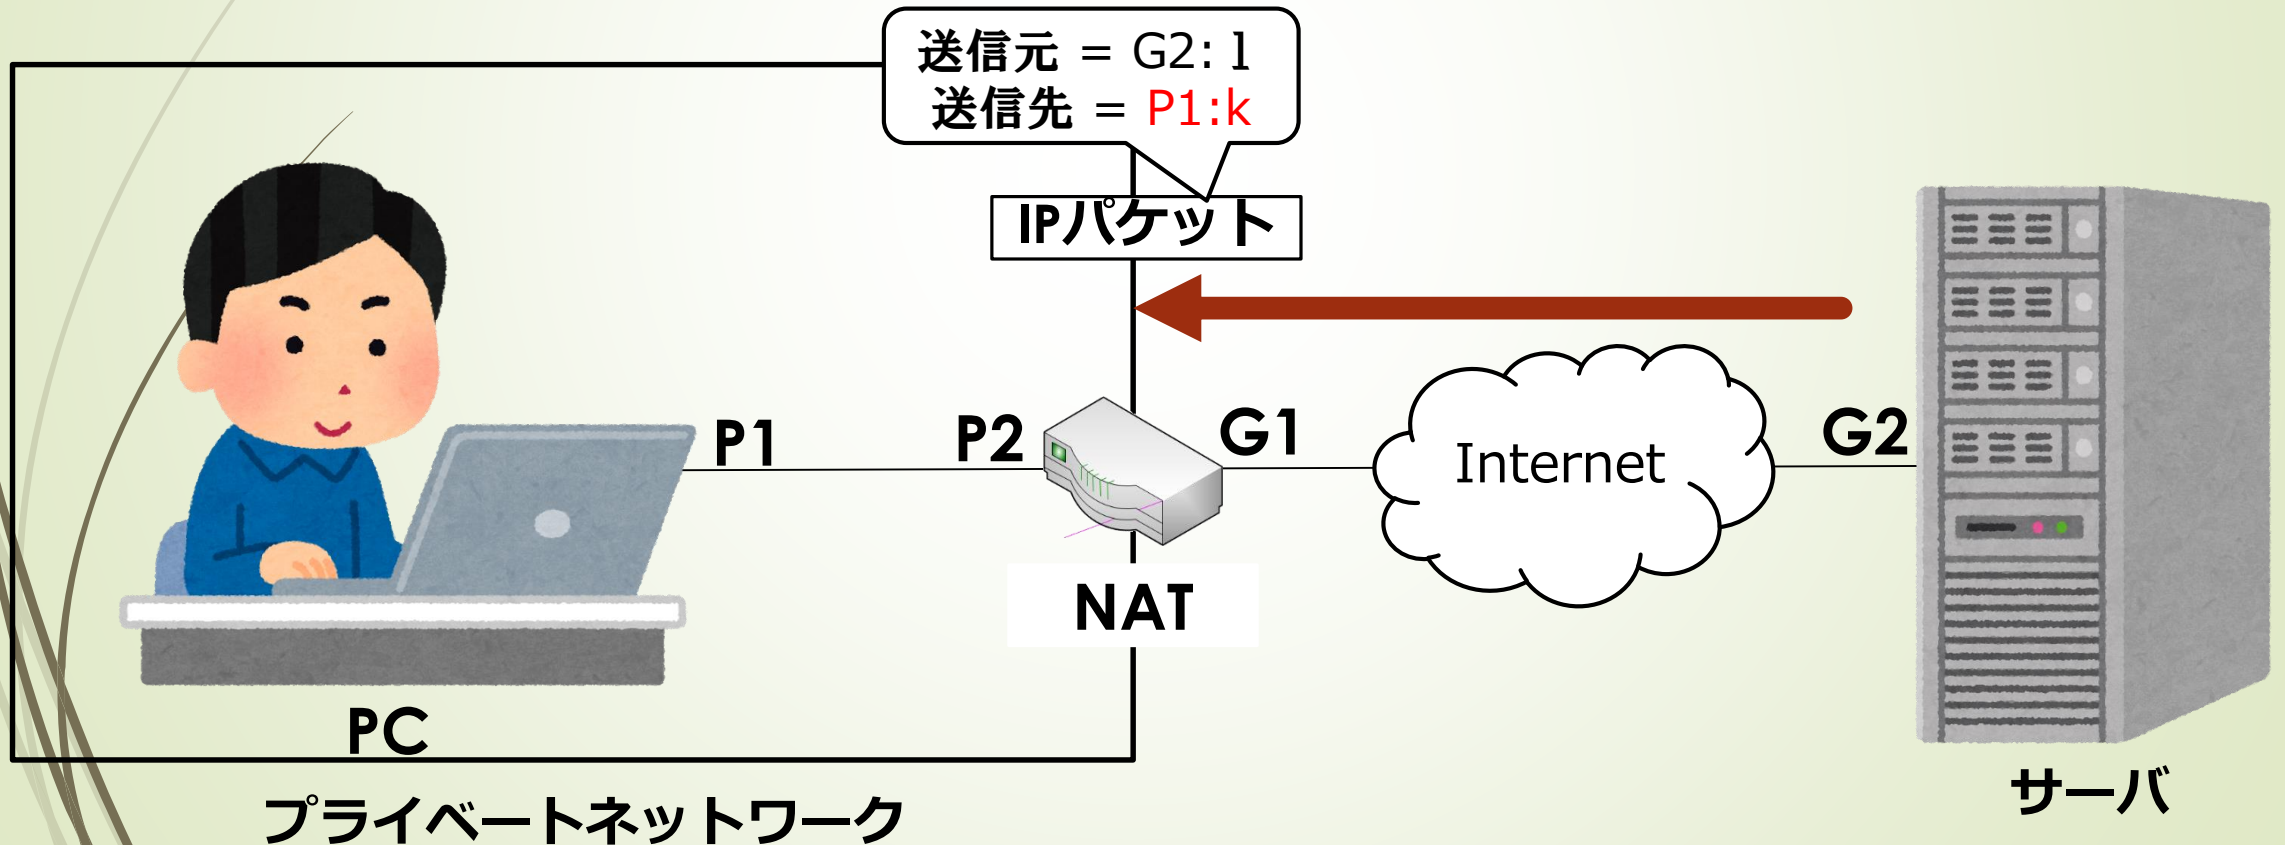 送信元 = G2: l
送信先 = P1:k
IPパケット
P1
P2
G1
Internet
G2
NAT
PC
サーバ
プライベートネットワーク